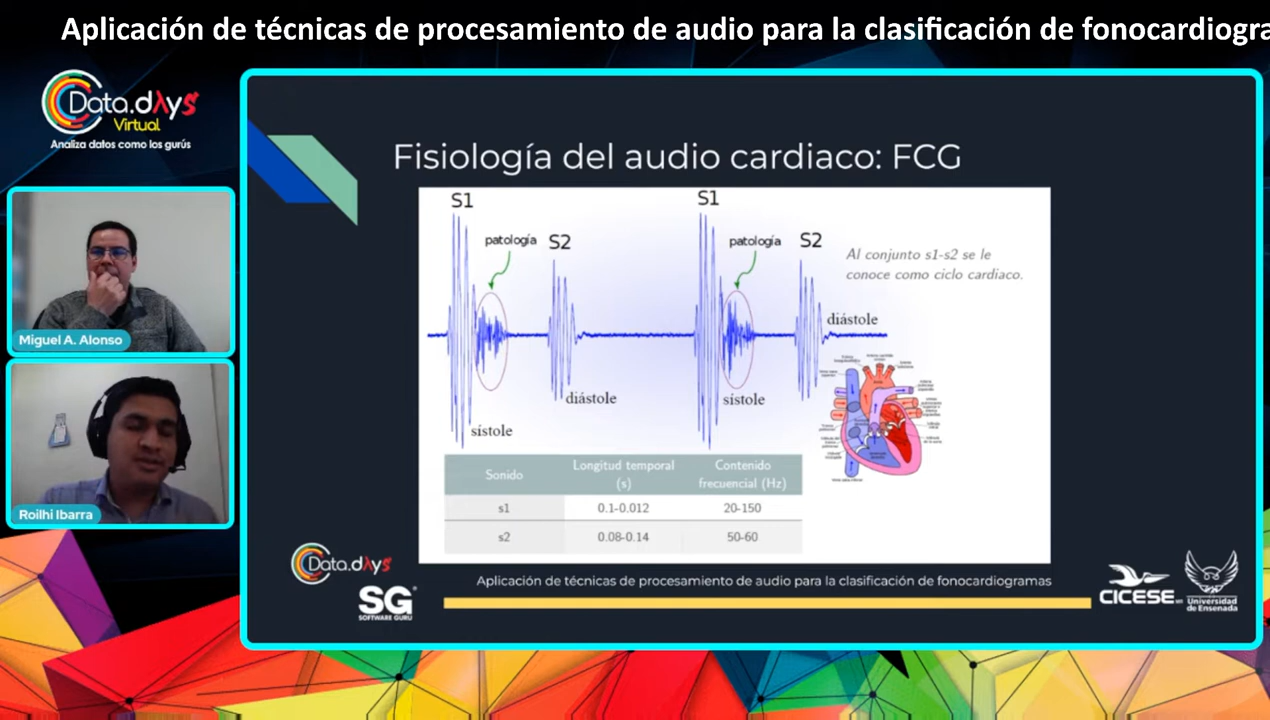 Aplicación de técnicas de procesamiento de audio para la clasificación de fonocardiogra
Data.dAys
Virtual
Analiza datos como los gurús
Miguel A. Alonso
Roilhi Ibarra
Fisiología del audio cardiaco: FCG
S1
S1
patología
S2
patología
S2
Al conjunto s1-s2 se le
conoce como ciclo cardiaco.
diástole
diástole
sístole
sístole
Sonido
Longitud temporal
(s)
Contenido
frecuencial (Hz)
s1
0.1-0.012
20-150
s2
0.08-0.14
50-60
Data.dAys
SG
SOFTWARE GURU
Aplicación de técnicas de procesamiento de audio para la clasificación de fonocardiogramas
CICESE
Universidad
de Ensenada